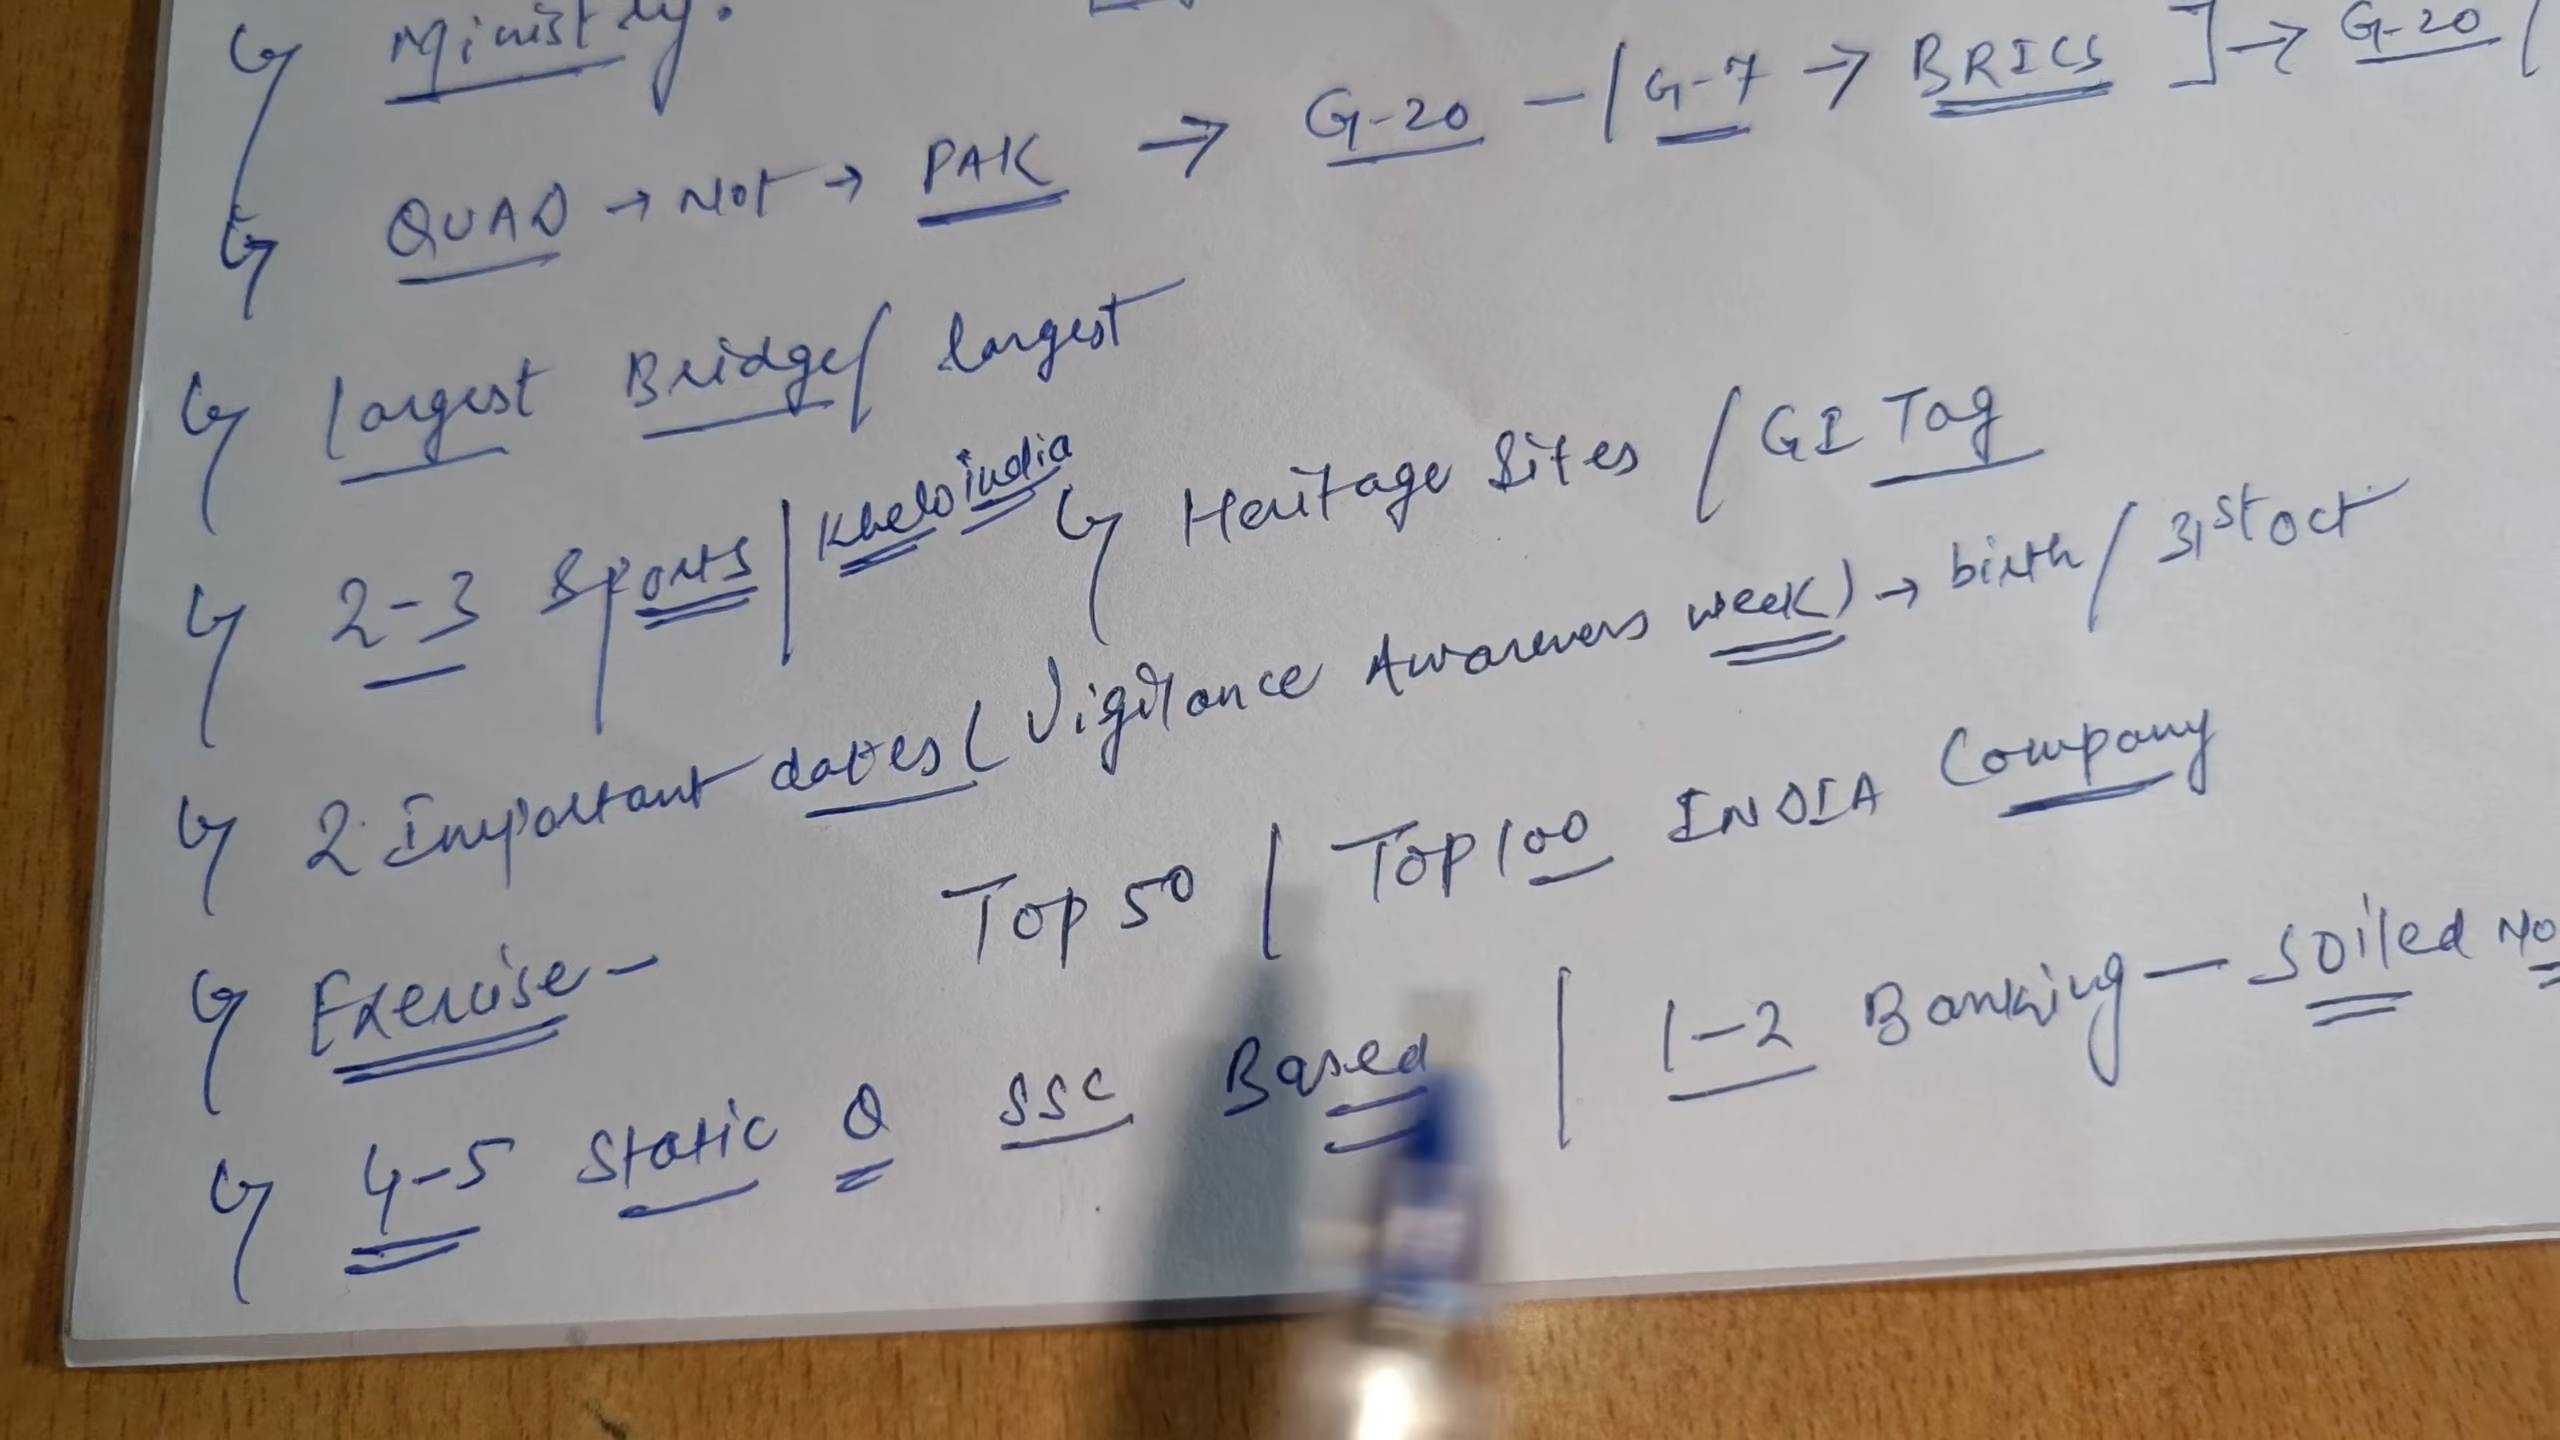 ↳ Ministry.
↳ QUAD → Not → PAK → G-20 - / G-7 → BRICS ] → G-20 /
↳ largest Bridge / largest
↳ 2-3 Sports | Khelo india ↳ Heritage Sites / GI Tag
↳ 2 Important dates ( Vigilance Awareness week) → birth / 31st oct
↳ Exercise - Top 50 | Top 100 INDIA Company
↳ 4-5 Static Q SSC Based | 1-2 Banking - Soiled